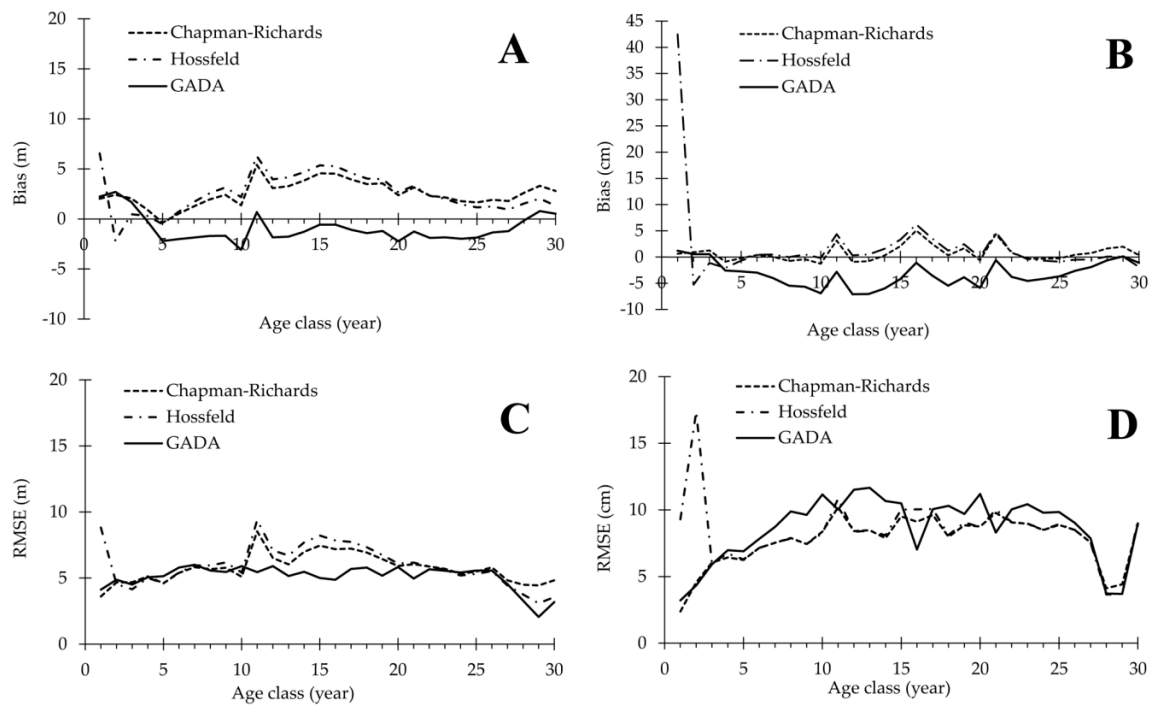 20
15
10
5
0
-5
-10
Bias (m)
Chapman-Richards
Hossfeld
GADA
A
0 5 10 15 20 25 30
Age class (year)
45
40
35
30
25
20
15
10
5
0
-5
-10
Bias (cm)
Chapman-Richards
Hossfeld
GADA
B
0 5 10 15 20 25 30
Age class (year)
20
15
10
5
0
RMSE (m)
Chapman-Richards
Hossfeld
GADA
C
0 5 10 15 20 25 30
Age class (year)
20
15
10
5
0
RMSE (cm)
Chapman-Richards
Hossfeld
GADA
D
0 5 10 15 20 25 30
Age class (year)